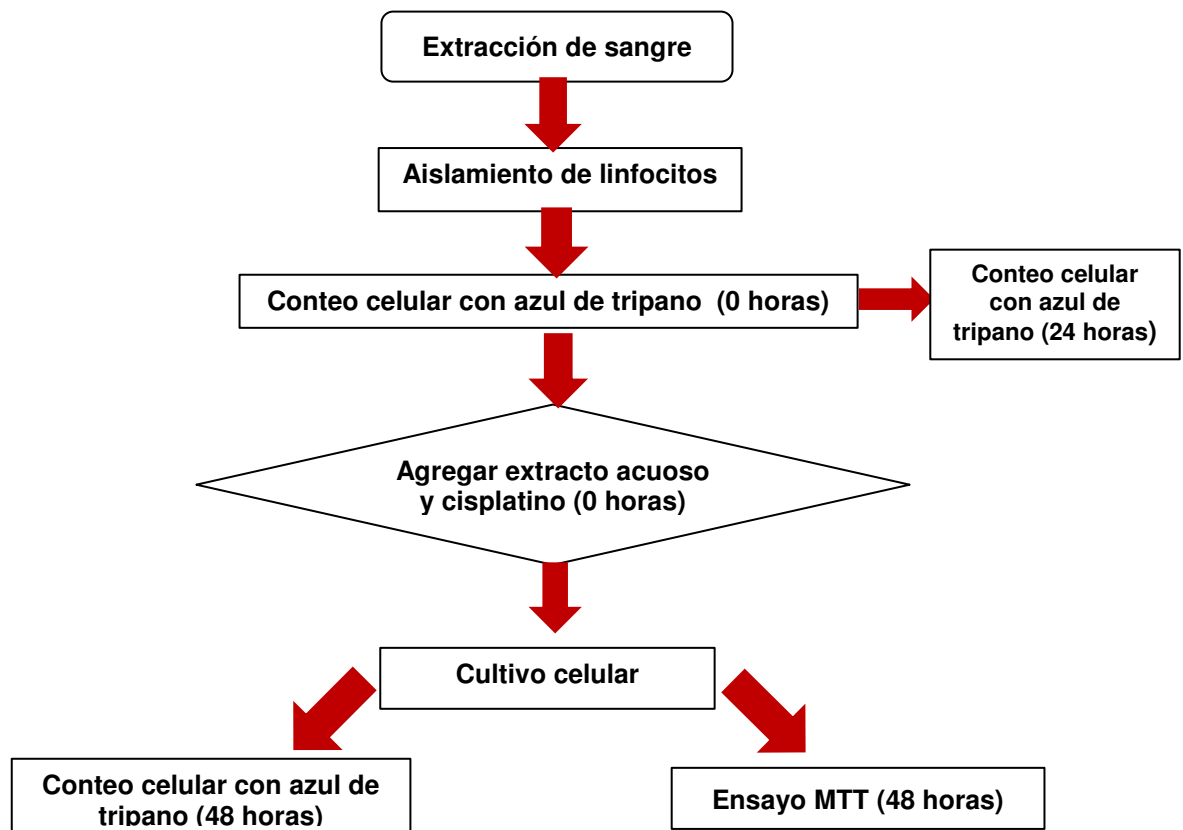 Extracción de sangre
Aislamiento de linfocitos
Conteo celular con azul de tripano (0 horas)
Conteo celular
con azul de
tripano (24 horas)
Agregar extracto acuoso
y cisplatino (0 horas)
Cultivo celular
Conteo celular con azul de
tripano (48 horas)
Ensayo MTT (48 horas)